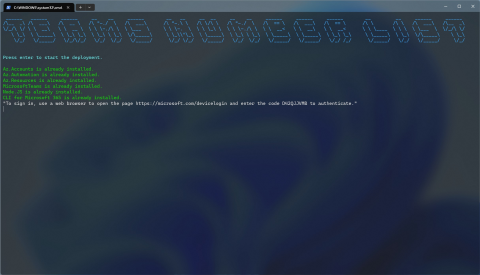 C:\WINDOWS\system32\cmd.
TEAMS MEMBER LIER
Press enter to start the deployment.
Az.Accounts is already installed.
Az.Automation is already installed.
Az.Resources is already installed.
MicrosoftTeams is already installed.
Node.JS is already installed.
CLI for Microsoft 365 is already installed.
"To sign in, use a web browser to open the page https://microsoft.com/devicelogin and enter the code to authenticate."